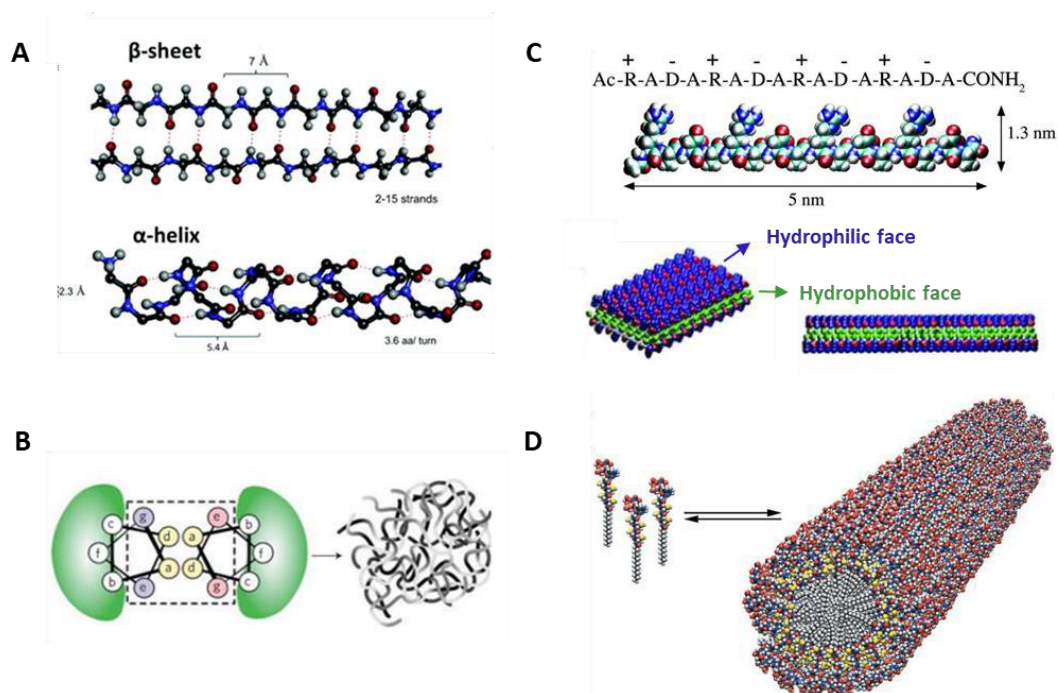 A
β-sheet
7 Å
2-15 strands
α-helix
2.3 Å
5.4 Å
3.6 aa/ turn
B
c
g
d
a
f
b
e
a
e
b
d
f
g
c
C
+ - + - + - + -
Ac-R-A-D-A-R-A-D-A-R-A-D-A-R-A-D-A-CONH₂
1.3 nm
5 nm
Hydrophilic face
Hydrophobic face
D